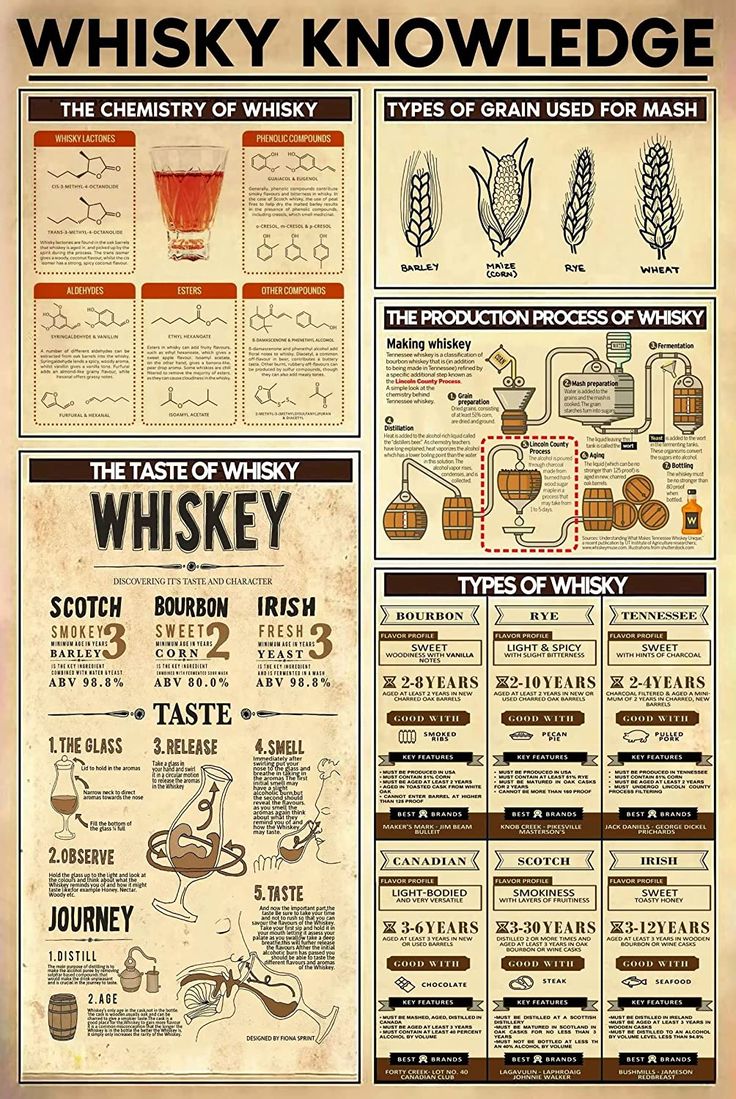 WHISKY KNOWLEDGE
THE CHEMISTRY OF WHISKY
WHISKY LACTONES
CIS-3-METHYL-4-OCTANOLIDE
TRANS-3-METHYL-4-OCTANOLIDE
Whisky lactones are found in the oak barrels
that whiskey is aged in, and picked up by the
spirit during the process. The trans isomer
gives a woody, coconut flavour, whilst the cis
isomer has a strong, spicy coconut flavour.
PHENOLIC COMPOUNDS
GUAIACOL & EUGENOL
Generally, phenolic compounds contribute
smoky flavours and bitterness in whisky. In
the case of Scotch whisky, the use of peat
fires to help dry the malted barley results
in the presence of phenolic compounds,
including cresols, which smell medicinal.
o-CRESOL, m-CRESOL & p-CRESOL
OH
OH
OH
ALDEHYDES
SYRINGALDEHYDE & VANILLIN
A number of different aldehydes can be
extracted from oak barrels into the whisky.
Syringaldehyde lends a spicy, woody aroma,
whilst vanillin gives a vanilla tone. Furfural
adds an almond-like grainy flavour, while
hexanal offers grassy notes.
FURFURAL & HEXANAL
ESTERS
ETHYL HEXANOATE
Esters in whisky can add fruity flavours,
such as ethyl hexanoate, which gives a
sweet apple flavour. Isoamyl acetate,
on the other hand, gives a banana-like
pear drop aroma. Some whiskies are chill
filtered to remove the majority of esters,
as they can cause cloudiness in the whisky.
ISOAMYL ACETATE
OTHER COMPOUNDS
β-DAMASCENONE & PHENETHYL ALCOHOL
β-damascenone and phenethyl alcohol add
floral notes to whisky. Diacetyl, a common
off-flavour in beer, contributes a buttery
taste. Other burnt, rubbery off-flavours can
be produced by sulfur compounds, though
they can also add meaty tones.
& DIACETYL
TYPES OF GRAIN USED FOR MASH
BARLEY
MAIZE
(CORN)
RYE
WHEAT
THE PRODUCTION PROCESS OF WHISKY
Making whiskey
Tennessee whiskey is a classification of
bourbon whiskey that is (in addition
to being made in Tennessee) refined by
a specific additional step known as
the Lincoln County Process.
A simple look at the
chemistry behind
Tennessee whiskey.
CORN
WATER
1 Grain
preparation
Dried grains, consisting
of at least 51% corn,
are dried and ground.
2 Mash preparation
Water is added to the
grains and the mash is
cooked. The grain
starches turn into sugars.
The liquid leaving this
tank is called the wort
3 Fermentation
Yeast is added to the wort
in the fermenting tanks.
These organisms convert
the sugars into alcohol.
4
Distillation
Heat is added to the alcohol-rich liquid called
the "distillers beer." As chemistry teachers
have long taught, heat vaporizes the alcohol
which has a lower boiling point than the water
in this solution. The
alcohol vapor rises,
condenses, and is
collected.
5 Lincoln County
Process
The alcohol is poured
through charcoal
made from
burned hard-
wood sugar
maple in a
process that
may take from
1 to 5 days.
6 Aging
The liquid (which can be no
stronger than 125 proof) is
aged in new, charred
oak barrels.
7 Bottling
The whiskey must
be no stronger than
80 proof
when
bottled.
W
Sources: Understanding What Makes Tennessee Whiskey Unique,"
a recent publication by UT Institute of Agriculture researchers;
www.whiskeymuse.com. Illustrations from shutterstock.com
THE TASTE OF WHISKY
WHISKEY
DISCOVERING IT'S TASTE AND CHARACTER
SCOTCH
SMOKEY 3
MINIMUM AGE IN YEARS
BARLEY
IS THE KEY INGREDIENT
COMBINED WITH WATER & YEAST
ABV 98.8%
BOURBON
SWEET 2
MINIMUM AGE IN YEARS
CORN
IS THE KEY INGREDIENT
COMBINED WITH FERMENTED SOUR MASH
ABV 80.0%
IRISH
FRESH 3
MINIMUM AGE IN YEARS
YEAST
IS THE KEY INGREDIENT
AND IS FERMENTED IN A MASH
ABV 98.8%
TASTE
1.THE GLASS
Lid to hold in the aromas
Narrow neck to direct
aromas towards the nose
Fill the bottom of
the glass ¼ full
2.OBSERVE
Hold the glass up to the light and look at
the colours and think about what the
Whiskey reminds you of and how it might
taste like for example Honey, Nectar,
Woody etc.
3.RELEASE
Take a glass in
your hand and swirl
it in a circular motion
to release the aromas
in the Whiskey
4.SMELL
Immediately after
swirling put your
nose to the glass and
breathe in taking in
the aromas The first
initial smell may
have a slight
alcoholic burn,but
the second should
reveal the flavours,
as you smell the
aromas again think
about what they
remind you of and
how the Whiskey
may taste.
5.TASTE
And now the important part,the
taste Be sure to take your time
and not to rush so that you can
savour the flavours of the Whiskey.
Take your first sip and hold it in
your mouth letting it assess your
palate as you swallow take a deep
breathe,this will further release
the flavours After the initial
alcoholic burn has passed you
should be able to taste the
different flavours and aromas
of the Whiskey.
JOURNEY
1.DISTILL
The main purpose of distilling is to
make the alcohol purer by removing
sulphur based compounds that
would make the drink unpleasant
and is crucial in the journey to taste.
2.AGE
Whiskey's only age in the cask,not in the bottle. The
cask is wooden usually oak and can be
charred to give a smokier taste.The cask is a
good place for the Whiskey to gain more flavour
It is a common misconception that the longer the
Whiskey is in the bottle the better the Whiskey is
it simply only increases the rarity of the Whiskey.
DESIGNED BY FIONA SPRINT
TYPES OF WHISKY
BOURBON
FLAVOR PROFILE
SWEET
WOODINESS WITH VANILLA
NOTES
2-8 YEARS
AGED AT LEAST 2 YEARS IN NEW
CHARRED OAK BARRELS
GOOD WITH
SMOKED
RIBS
KEY FEATURES
• MUST BE PRODUCED IN USA
• MUST CONTAIN 51% CORN
• MUST BE AGED AT LEAST 2 YEARS
• AGED IN TOASTED CASK FROM WHITE
OAK
• CANNOT ENTER BARREL AT HIGHER
THAN 125 PROOF
BEST BRANDS
MAKER'S MARK - JIM BEAM
BULLEIT
RYE
FLAVOR PROFILE
LIGHT & SPICY
WITH SLIGHT BITTERNESS
2-10 YEARS
AGED AT LEAST 2 YEARS IN NEW OR
USED CHARRED OAK BARRELS
GOOD WITH
PECAN
PIE
KEY FEATURES
• MUST BE PRODUCED IN USA
• MUST CONTAIN AT LEAST 51% RYE
• MUST BE MATURED IN OAK CASKS
FOR 2 YEARS
• CANNOT BE MORE THAN 160 PROOF
BEST BRANDS
KNOB CREEK - PIKESVILLE
MASTERSON'S
TENNESSEE
FLAVOR PROFILE
SWEET
WITH HINTS OF CHARCOAL
2-4 YEARS
CHARCOAL FILTERED & AGED A MINI-
MUM OF 2 YEARS IN CHARRED, NEW
BARRELS
GOOD WITH
PULLED
PORK
KEY FEATURES
• MUST BE PRODUCED IN TENNESSEE
• MUST CONTAIN 51% CORN
• MUST BE AGED AT LEAST 2 YEARS
• MUST UNDERGO LINCOLN COUNTY
PROCESS FILTERING
BEST BRANDS
JACK DANIELL - GEORGE DICKEL
PRICHARDS
CANADIAN
FLAVOR PROFILE
LIGHT-BODIED
AND VERY VERSATILE
3-6 YEARS
AGED AT LEAST 3 YEARS IN NEW
OR USED BARRELS
GOOD WITH
CHOCOLATE
KEY FEATURES
• MUST BE MASHED, AGED, DISTILLED IN
CANADA
• MUST BE AGED AT LEAST 3 YEARS
• MUST CONTAIN AT LEAST 40 PERCENT
ALCOHOL BY VOLUME
BEST BRANDS
FORTY CREEK- LOT NO. 40
CANADIAN CLUB
SCOTCH
FLAVOR PROFILE
SMOKINESS
WITH LAYERS OF FRUITINESS
3-30 YEARS
DISTILLED 2 OR MORE TIMES AND
AGED AT LEAST 3 YEARS IN OAK
BOURBON OR WINE CASKS
GOOD WITH
STEAK
KEY FEATURES
• MUST BE DISTILLED AT A SCOTTISH
DISTILLERY
• MUST BE MATURED IN SCOTLAND IN
OAK CASKS FOR NO LESS THAN 3
YEARS
• MUST NOT BE BOTTLED AT LESS TH
AN 40% ALCOHOL BY VOLUME
BEST BRANDS
LAGAVULIN - LAPHROAIG
JOHNNIE WALKER
IRISH
FLAVOR PROFILE
SWEET
TOASTY HONEY
3-12 YEARS
AGED AT LEAST 3 YEARS IN WOODEN
BOURBON OR WINE CASKS
GOOD WITH
SEAFOOD
KEY FEATURES
• MUST BE DISTILLED IN IRELAND
• MUST BE AGED AT LEAST 3 YEARS IN
WOODEN CASKS
• MUST BE DISTILLED TO AN ALCOHOL
BY VOLUME LEVEL LESS THAN 94.8%
BEST BRANDS
BUSHMILLS - JAMESON
REDBREAST